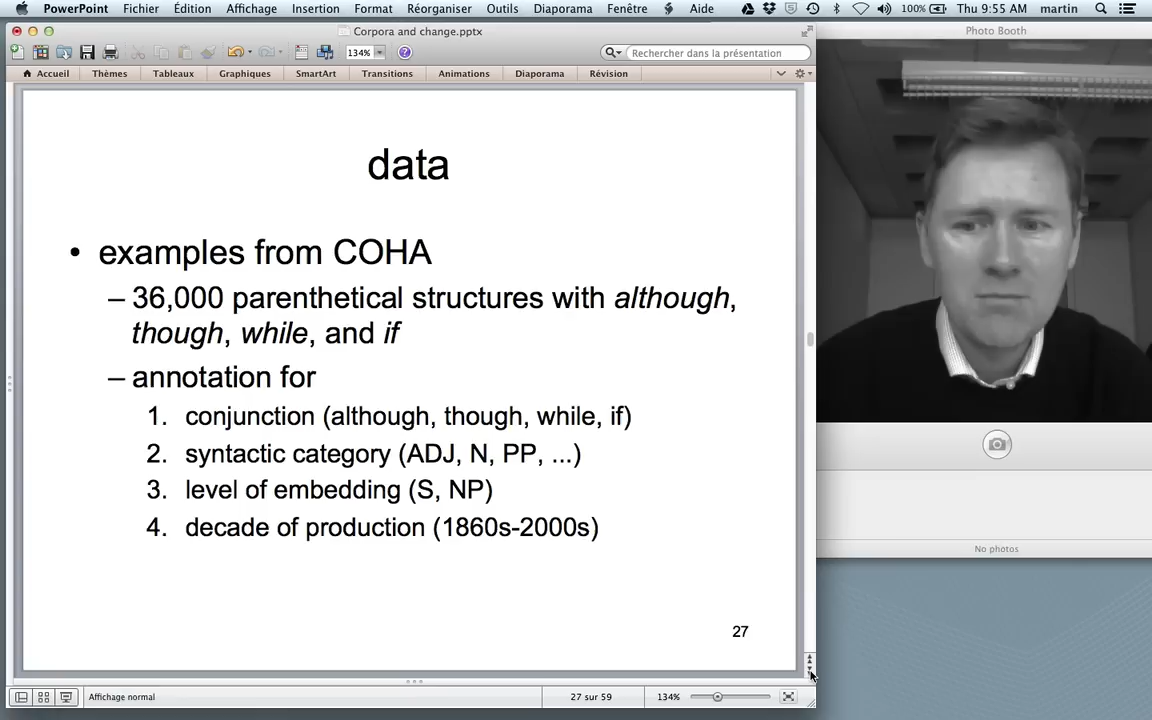 PowerPoint Fichier Édition Affichage Insertion Format Réorganiser Outils Diaporama Fenêtre Aide 100% Thu 9:55 AM martin
Corpora and change.pptx
Photo Booth
134% Rechercher dans la présentation
Accueil Thèmes Tableaux Graphiques SmartArt Transitions Animations Diaporama Révision
data
• examples from COHA
– 36,000 parenthetical structures with although,
though, while, and if
– annotation for
1. conjunction (although, though, while, if)
2. syntactic category (ADJ, N, PP, ...)
3. level of embedding (S, NP)
4. decade of production (1860s-2000s)
27
No photos
Affichage normal 27 sur 59 134%